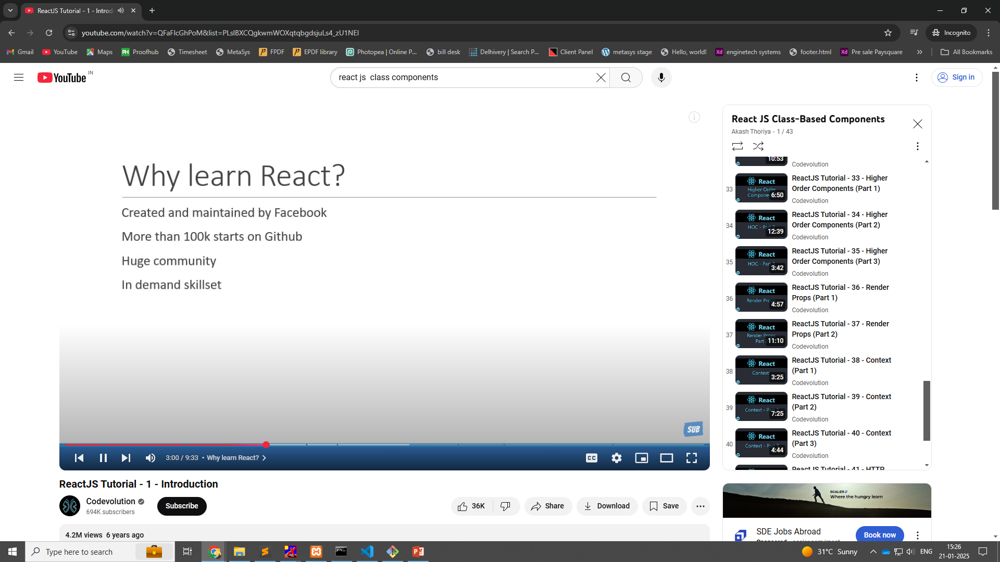 ReactJS Tutorial - 1 - Introd
youtube.com/watch?v=QFaFIcGhPoM&list=PLsIBXCQgkwmWOXqtqbgdsjuLs4_zU1NEl
Incognito
Gmail YouTube Maps Proofhub Timesheet MetaSys FPDF EPDF library Photopea | Online P... bill desk Delhivery | Search P... Client Panel metasys stage Hello, world! enginetech systems footer.html Pre sale Paysquare All Bookmarks
YouTube IN
react js class components
Sign in
Why learn React?
Created and maintained by Facebook
More than 100k starts on Github
Huge community
In demand skillset
SUB
3:00 / 9:33 • Why learn React?
CC
ReactJS Tutorial - 1 - Introduction
Codevolution
694K subscribers
Subscribe
36K
Share
Download
Save
4.2M views 6 years ago
React JS Class-Based Components
Akash Thoriya - 1 / 43
10:53
Codevolution
33
React
Higher Order
6:50
ReactJS Tutorial - 33 - Higher
Order Components (Part 1)
Codevolution
34
React
12:39
ReactJS Tutorial - 34 - Higher
Order Components (Part 2)
Codevolution
35
React
3:42
ReactJS Tutorial - 35 - Higher
Order Components (Part 3)
Codevolution
36
React
4:57
ReactJS Tutorial - 36 - Render
Props (Part 1)
Codevolution
37
React
Render Props
11:10
ReactJS Tutorial - 37 - Render
Props (Part 2)
Codevolution
38
React
Context
3:25
ReactJS Tutorial - 38 - Context
(Part 1)
Codevolution
39
React
7:25
ReactJS Tutorial - 39 - Context
(Part 2)
Codevolution
40
React
4:44
ReactJS Tutorial - 40 - Context
(Part 3)
Codevolution
ReactJS Tutorial - 41 - HTTP
SCALER
Where the hungry learn
SDE Jobs Abroad
Book now
Type here to search
31°C Sunny
ENG
15:26
21-01-2025